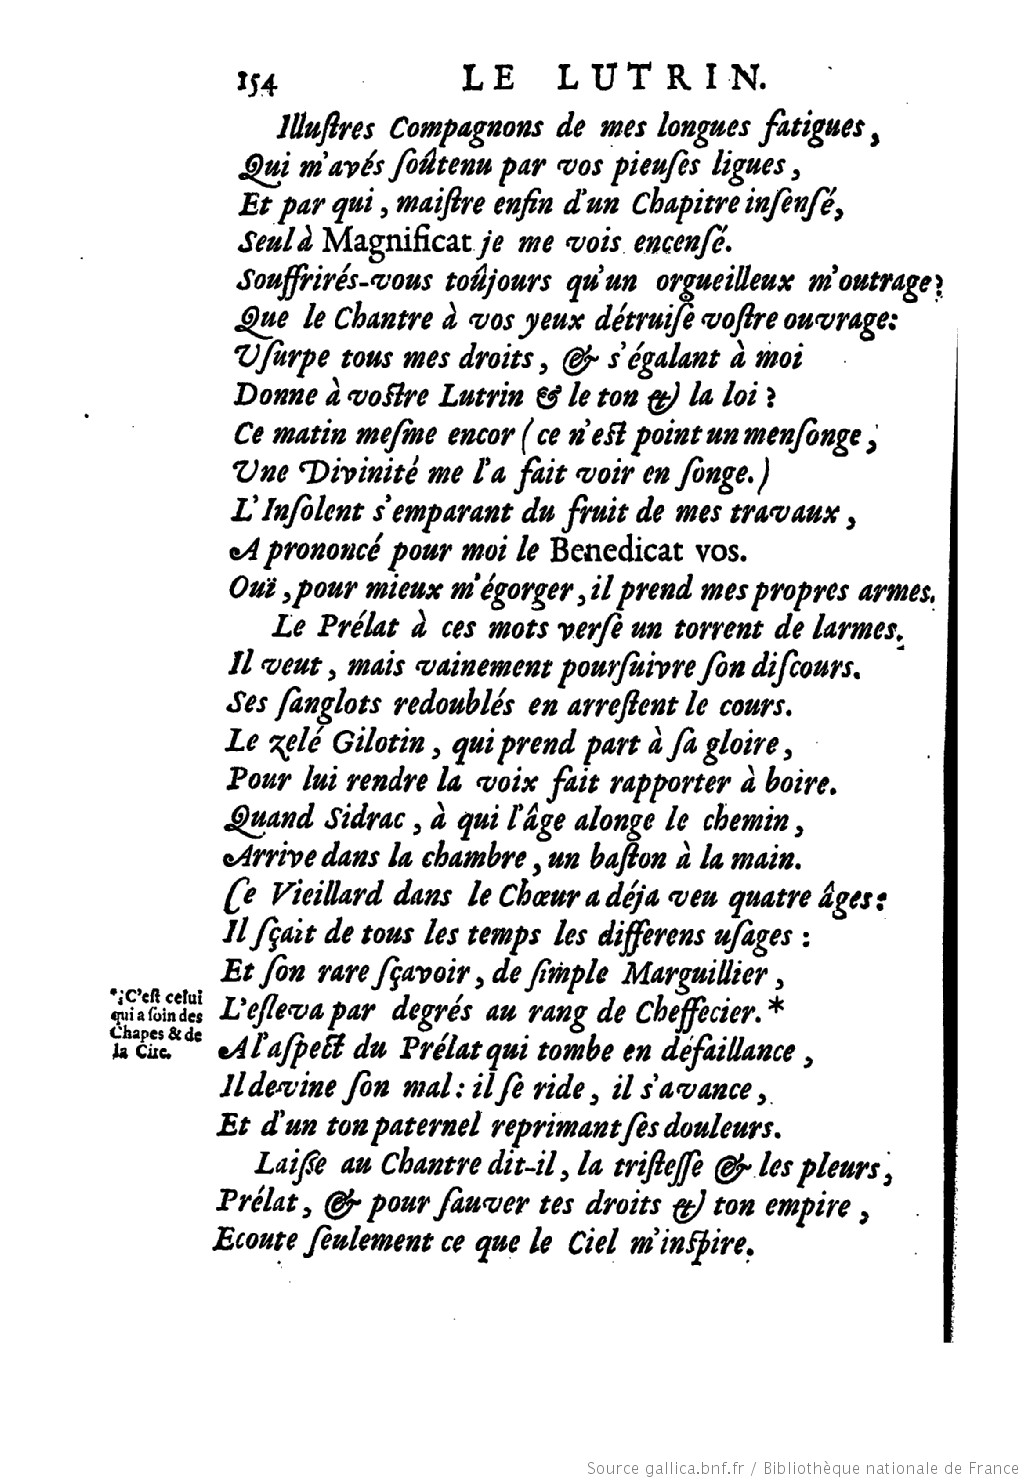 154 LE LUTRIN.
Illuſtres Compagnons de mes longues fatigues,
Qui m'avés ſoûtenu par vos pieuſes ligues,
Et par qui, maiſtre enfin d'un Chapitre inſenſé,
Seul à Magnificat je me vois encenſé.
Souffrirés-vous toûjours qu'un orgueilleux m'outrage?
Que le Chantre à vos yeux détruiſe voſtre ouvrage:
Vſurpe tous mes droits, & s'égalant à moi
Donne à voſtre Lutrin & le ton & la loi?
Ce matin meſme encor (ce n'eſt point un menſonge,
Une Divinité me l'a fait voir en ſonge.)
L'Inſolent s'emparant du fruit de mes travaux,
A prononcé pour moi le Benedicat vos.
Ouï, pour mieux m'égorger, il prend mes propres armes.
Le Prélat à ces mots verſe un torrent de larmes.
Il veut, mais vainement pourſuivre ſon diſcours.
Ses ſanglots redoublés en arreſtent le cours.
Le zelé Gilotin, qui prend part à ſa gloire,
Pour lui rendre la voix fait rapporter à boire.
Quand Sidrac, à qui l'âge alonge le chemin,
Arrive dans la chambre, un baſton à la main.
Ce Vieillard dans le Chœur a déja veu quatre âges:
Il ſçait de tous les temps les differens uſages:
Et ſon rare ſçavoir, de ſimple Marguillier,
L'eſleva par degrés au rang de Cheffecier.*
*C'eſt celui
qui a ſoin des
Chapes & de
la Cire.
A l'aſpect du Prélat qui tombe en défaillance,
Il devine ſon mal: il ſe ride, il s'avance,
Et d'un ton paternel reprimant ſes douleurs.
Laiſſe au Chantre dit-il, la triſteſſe & les pleurs,
Prélat, & pour ſauver tes droits & ton empire,
Ecoute ſeulement ce que le Ciel m'inſpire.
Source gallica.bnf.fr / Bibliothèque nationale de France